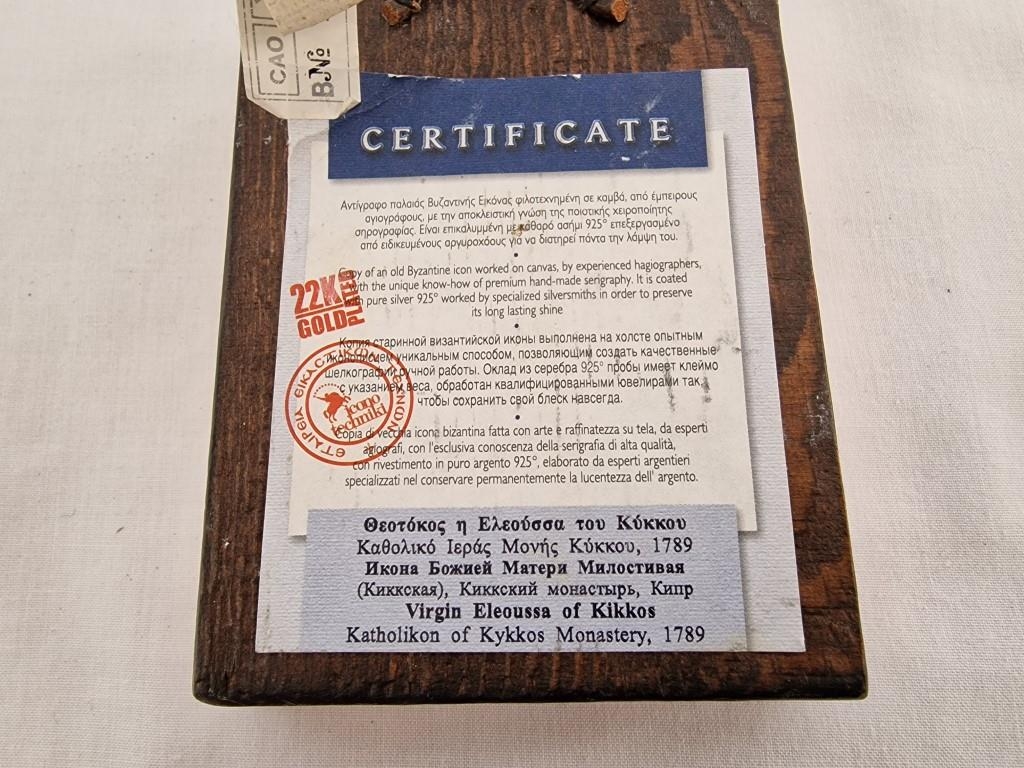 CAO
B.№
CERTIFICATE
Αντίγραφο παλαιάς Βυζαντινής Εικόνας φιλοτεχνημένη σε καμβά, από έμπειρους
αγιογράφους, με την αποκλειστική γνώση της ποιοτικής χειροποίητης
σηρογραφίας. Είναι επικαλυμμένη με καθαρό ασήμι 925° επεξεργασμένο
από ειδικευμένους αργυροχόους για να διατηρεί πάντα την λάμψη του.
•
Copy of an old Byzantine icon worked on canvas, by experienced hagiographers,
with the unique know-how of premium hand-made serigraphy. It is coated
with pure silver 925° worked by specialized silversmiths in order to preserve
its long lasting shine
•
Копия старинной византийской иконы выполнена на холсте опытным
иконописцем уникальным способом, позволяющим создать качественные
шелкографии ручной работы. Оклад из серебра 925° пробы имеет клеймо
с указанием веса, обработан квалифицированными ювелирами так,
чтобы сохранить свой блеск навсегда.
•
Copia di vecchia icona bizantina fatta con arte e raffinatezza su tela, da esperti
agiografi, con l'esclusiva conoscenza della serigrafia di alta qualità,
con rivestimento in puro argento 925°, elaborato da esperti argentieri
specializzati nel conservare permanentemente la lucentezza dell' argento.
22K
GOLD PLATED
ΕΤΑΙΡΕΙΑ ΕΙΚΑΣΤΙΚΩΝ ΤΕΧΝΩΝ
icono
techniki
Θεοτόκος η Ελεούσσα του Κύκκου
Καθολικό Ιεράς Μονής Κύκκου, 1789
Икона Божией Матери Милостивая
(Киккская), Киккский монастырь, Кипр
Virgin Eleoussa of Kikkos
Katholikon of Kykkos Monastery, 1789